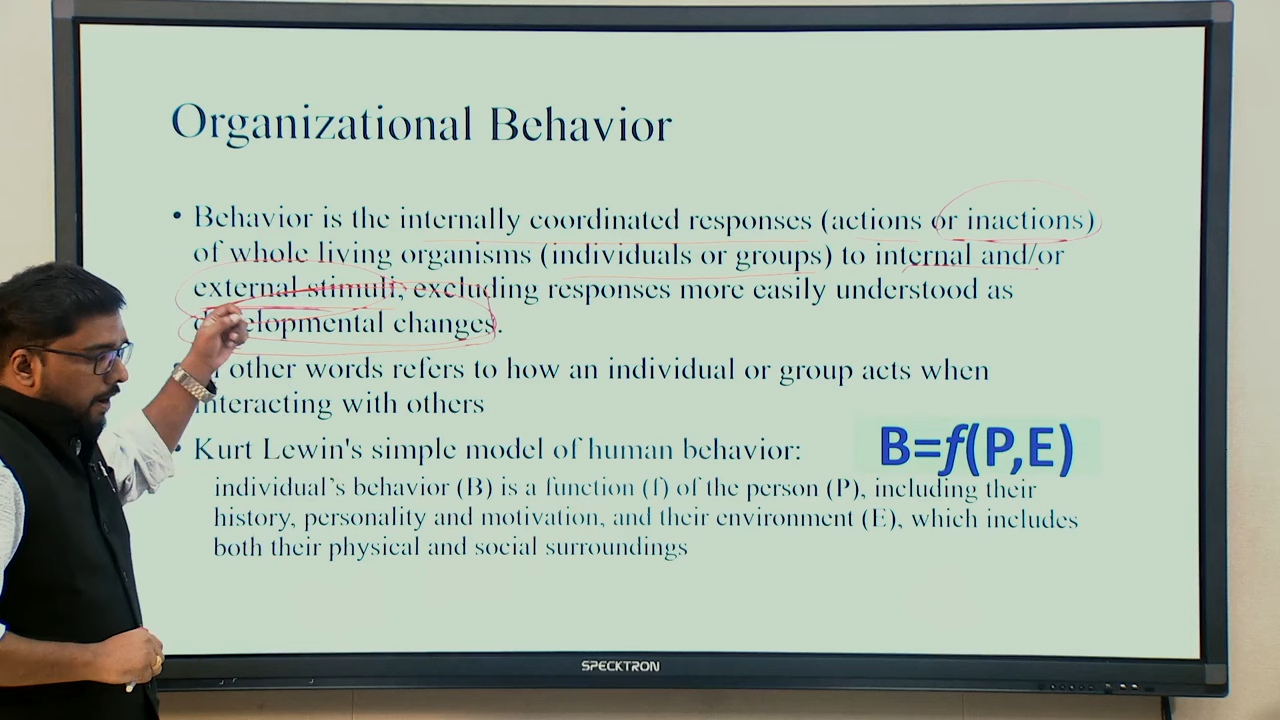 Organizational Behavior
• Behavior is the internally coordinated responses (actions or inactions)
of whole living organisms (individuals or groups) to internal and/or
external stimuli, excluding responses more easily understood as
developmental changes.
other words refers to how an individual or group acts when
interacting with others
• Kurt Lewin's simple model of human behavior:
B=f(P,E)
individual's behavior (B) is a function (f) of the person (P), including their
history, personality and motivation, and their environment (E), which includes
both their physical and social surroundings
SPECKTRON